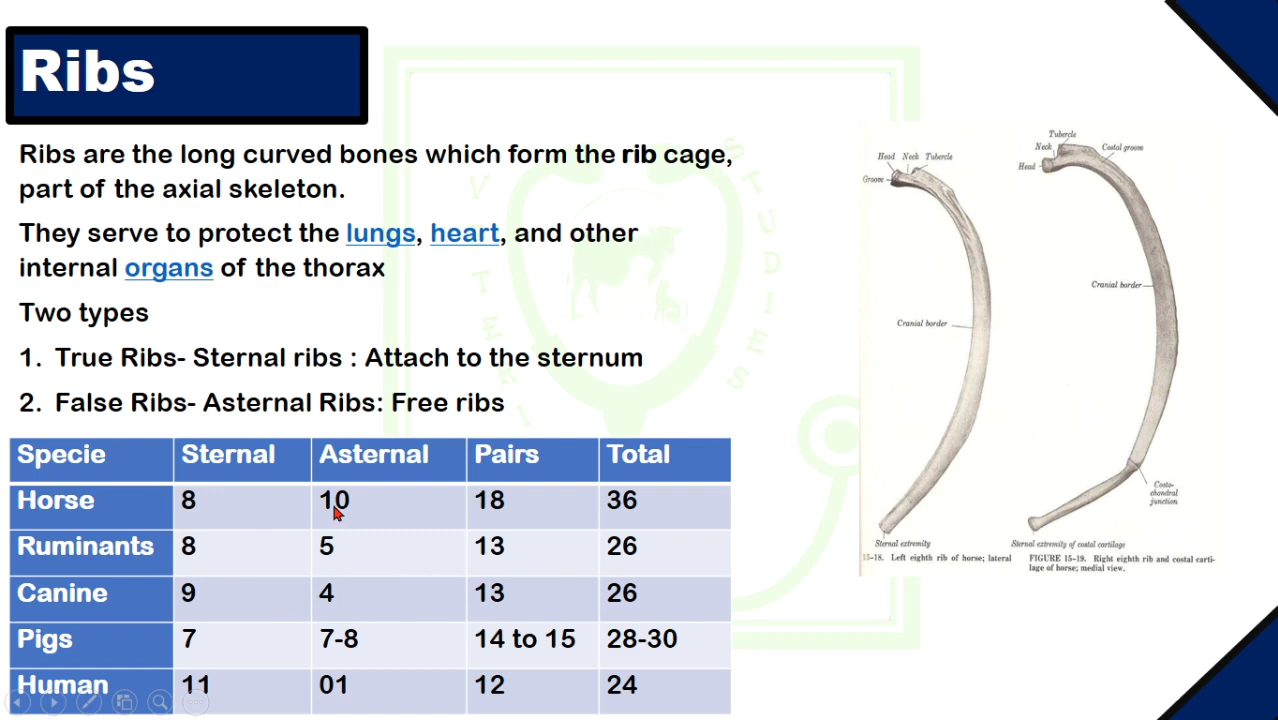 Ribs
Ribs are the long curved bones which form the rib cage,
part of the axial skeleton.
They serve to protect the lungs, heart, and other
internal organs of the thorax
Two types
1. True Ribs- Sternal ribs : Attach to the sternum
2. False Ribs- Asternal Ribs: Free ribs
Specie Sternal Asternal Pairs Total
Horse 8 10 18 36
Ruminants 8 5 13 26
Canine 9 4 13 26
Pigs 7 7-8 14 to 15 28-30
Human 11 01 12 24
Head Neck Tubercle
Groove
Cranial border
Sternal extremity
15-18. Left eighth rib of horse; lateral
Tubercle
Neck
Costal groove
Head
Cranial border
Costo-
chondral
junction
Sternal extremity of costal cartilage
FIGURE 15-19. Right eighth rib and costal carti-
lage of horse; medial view.
STUDIES